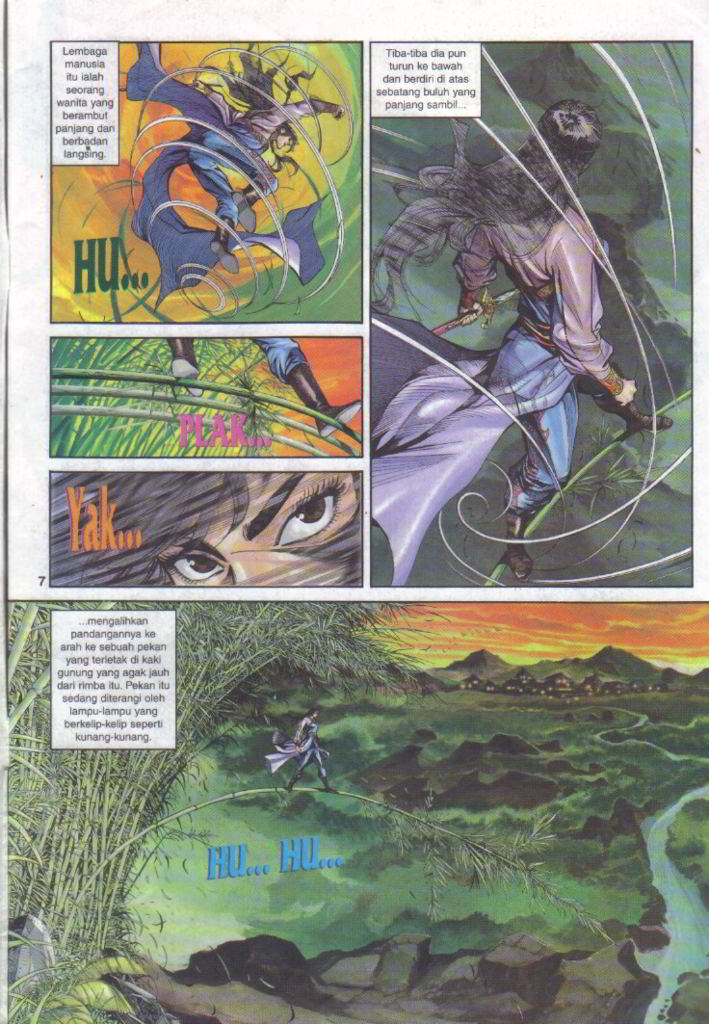 Lembaga
manusia
itu ialah
seorang
wanita yang
berambut
panjang dan
berbadan
langsing.
HU...
Tiba-tiba dia pun
turun ke bawah
dan berdiri di atas
sebatang buluh yang
panjang sambil...
PLAK...
Yak...
7
...mengalihkan
pandangannya ke
arah ke sebuah pekan
yang terletak di kaki
gunung yang agak jauh
dari rimba itu. Pekan itu
sedang diterangi oleh
lampu-lampu yang
berkelip-kelip seperti
kunang-kunang.
HU... HU...